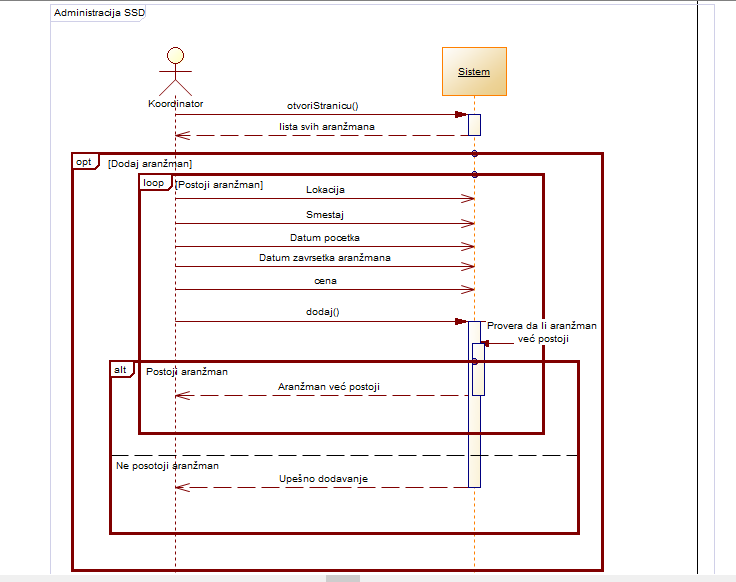 Administracija SSD
Koordinator
Sistem
otvoriStranicu()
lista svih aranžmana
opt
[Dodaj aranžman]
loop
[Postoji aranžman]
Lokacija
Smestaj
Datum pocetka
Datum zavrsetka aranžmana
cena
dodaj()
Provera da li aranžman
već postoji
alt
Postoji aranžman
Aranžman već postoji
Ne posotoji aranžman
Upešno dodavanje